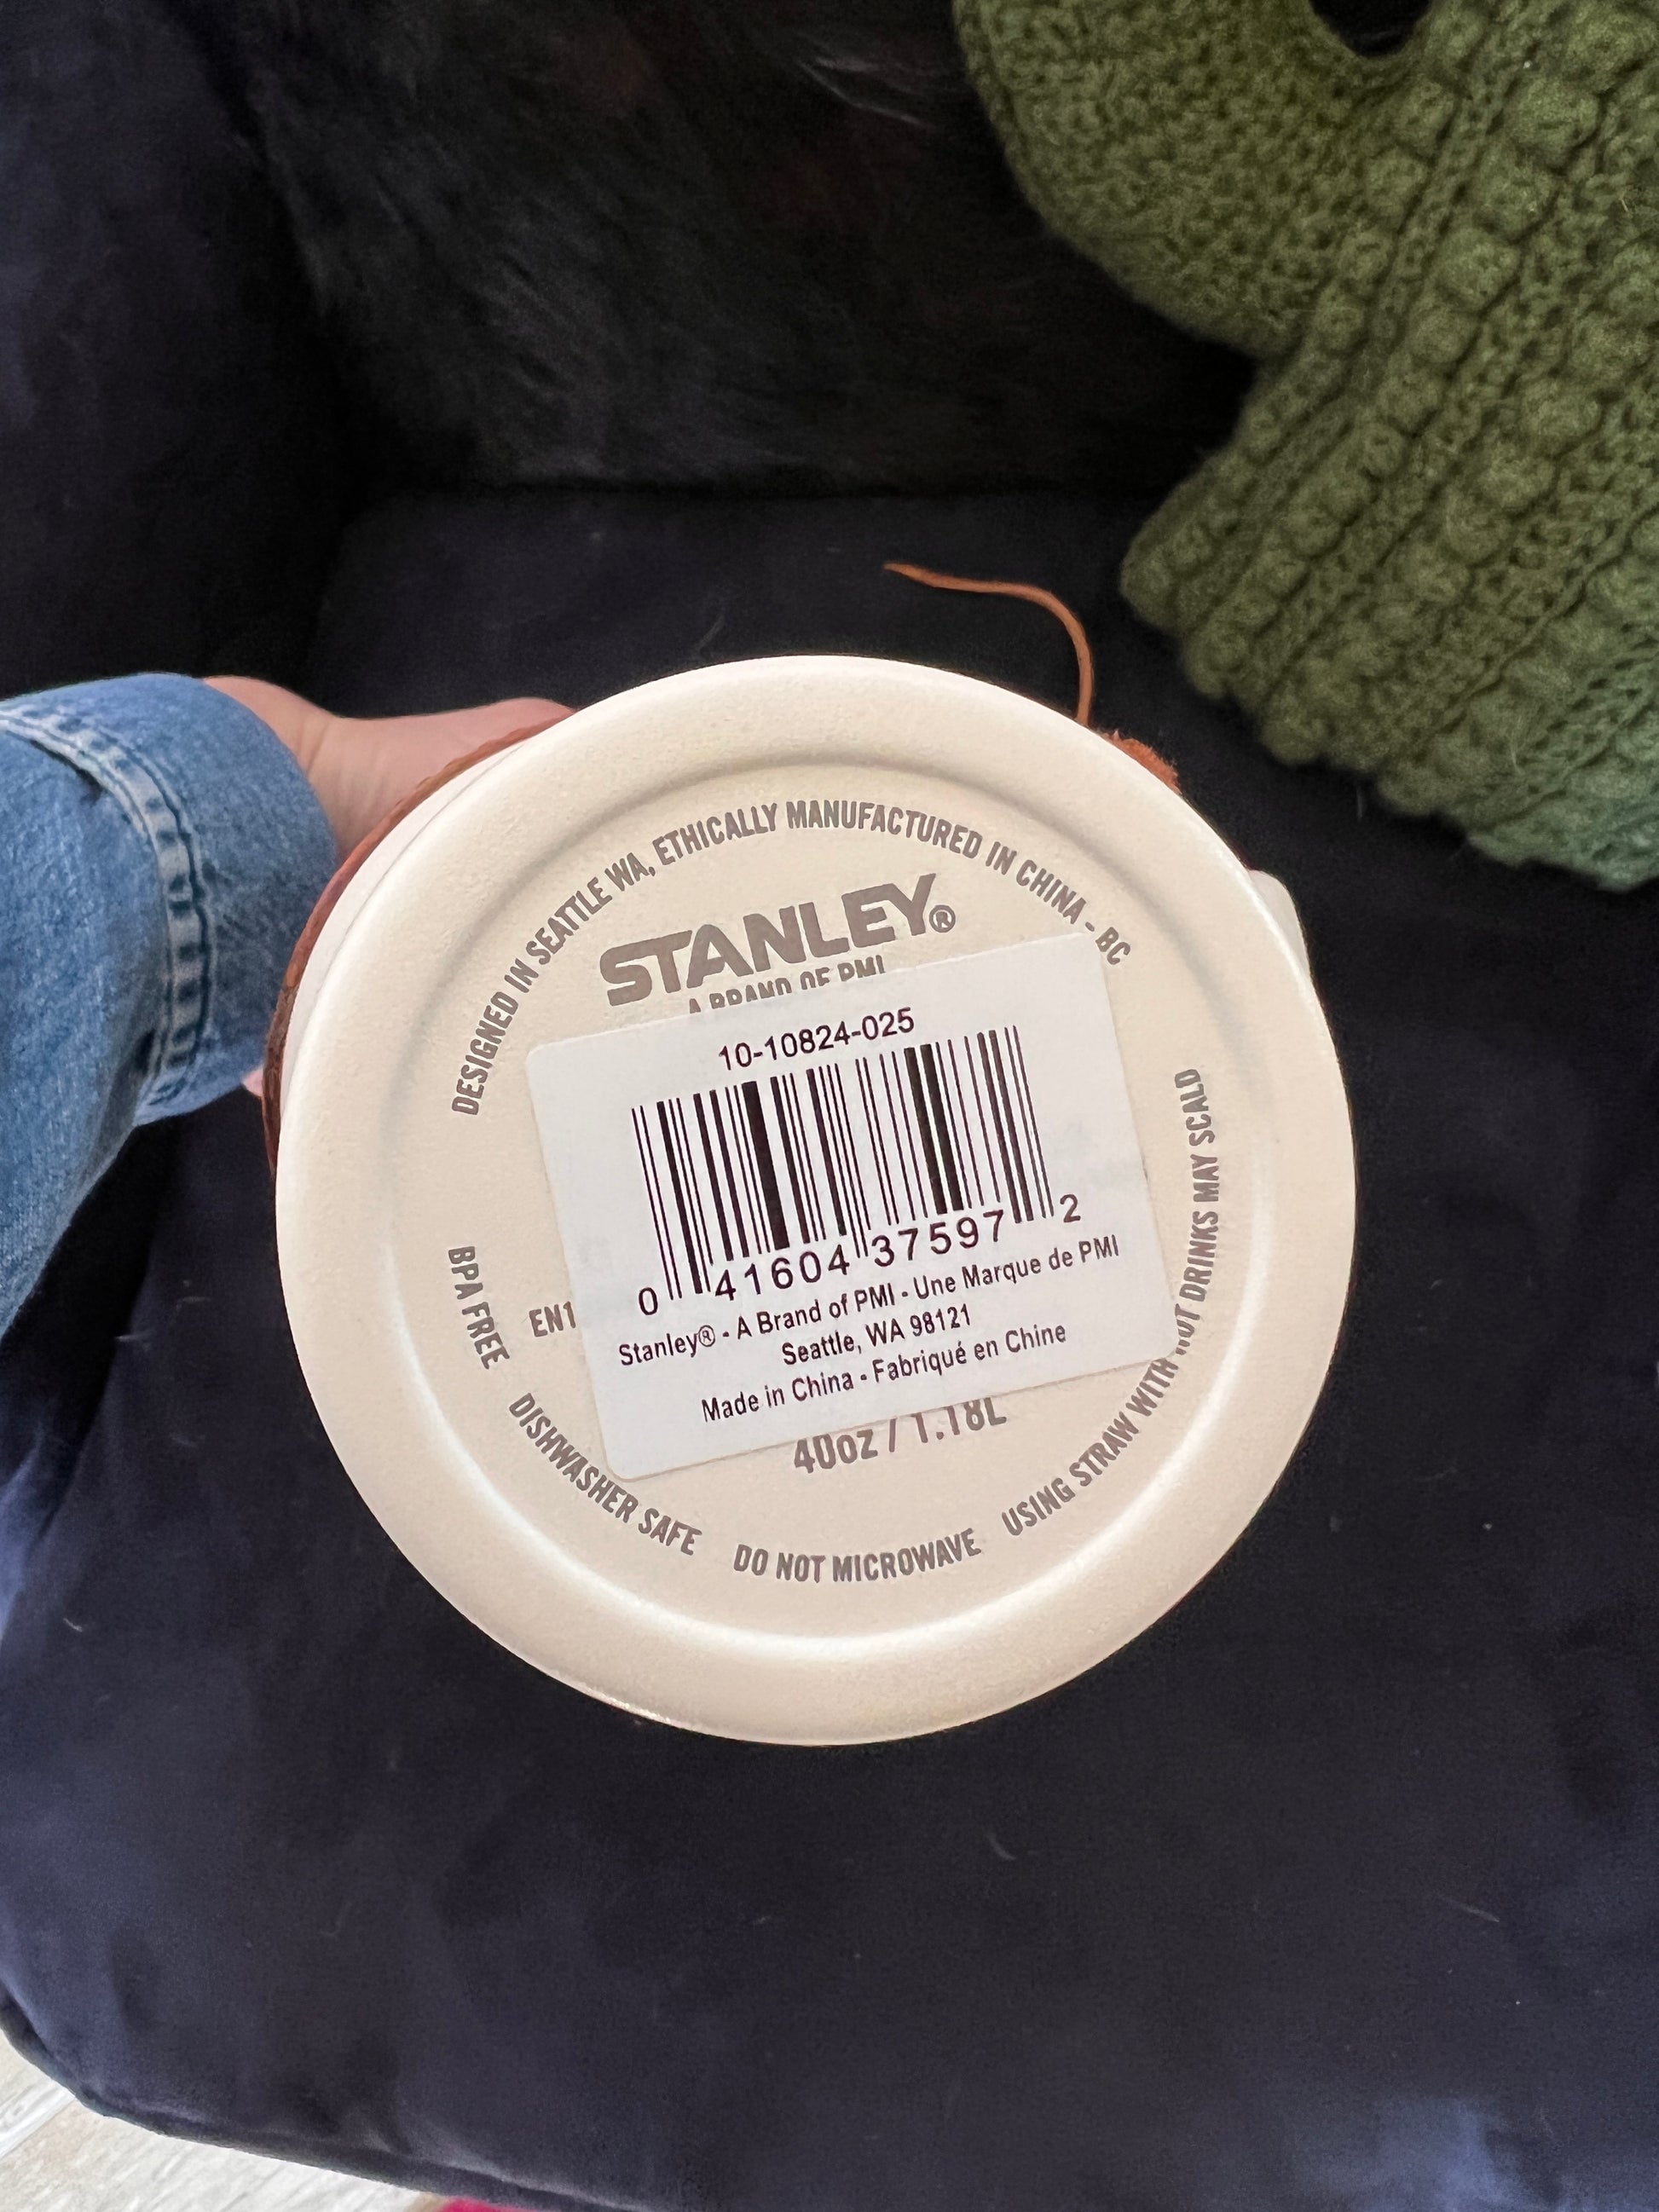 DESIGNED IN SEATTLE WA, ETHICALLY MANUFACTURED IN CHINA - BC
STANLEY®
A BRAND OF PMI
10-10824-025
0 41604 37597 2
Stanley® - A Brand of PMI - Une Marque de PMI
Seattle, WA 98121
Made in China - Fabriqué en Chine
EN1
40oz / 1.18L
BPA FREE
DISHWASHER SAFE
DO NOT MICROWAVE
USING STRAW WITH HOT DRINKS MAY SCALD